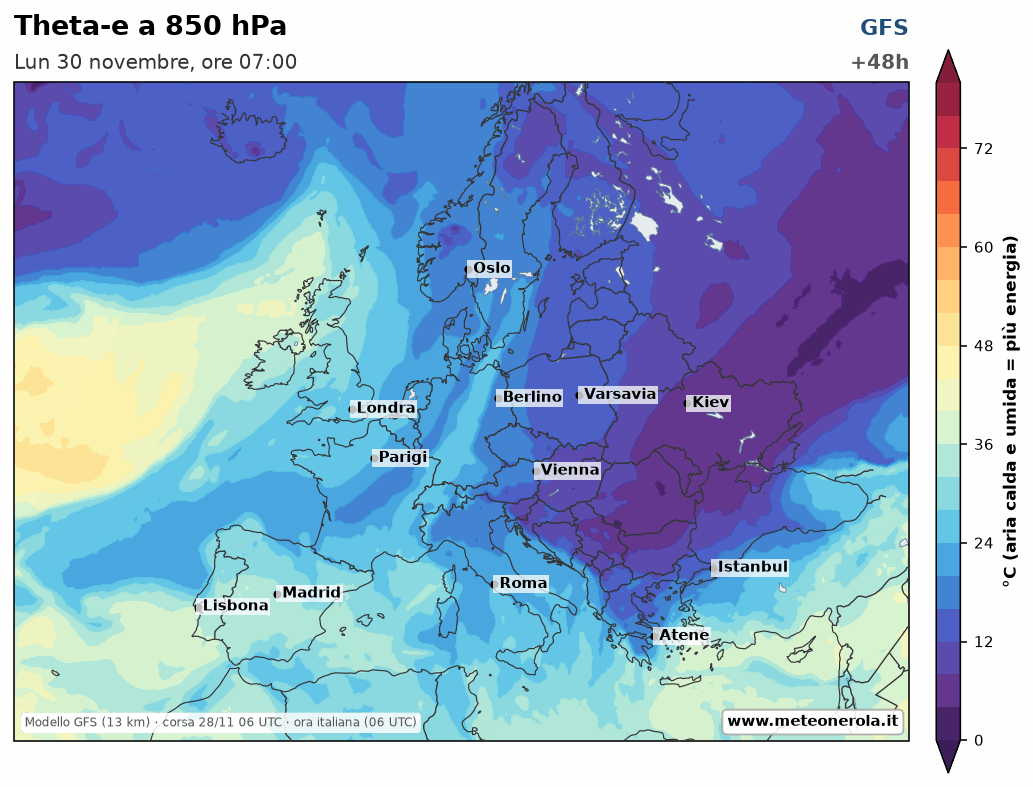 Theta-e a 850 hPa
GFS
Lun 30 novembre, ore 07:00
+48h
Oslo
Londra
Berlino
Varsavia
Kiev
Parigi
Vienna
Roma
Istanbul
Madrid
Lisbona
Atene
Modello GFS (13 km) · corsa 28/11 06 UTC · ora italiana (06 UTC)
www.meteonerola.it
72
60
48
36
24
12
0
°C (aria calda e umida = più energia)